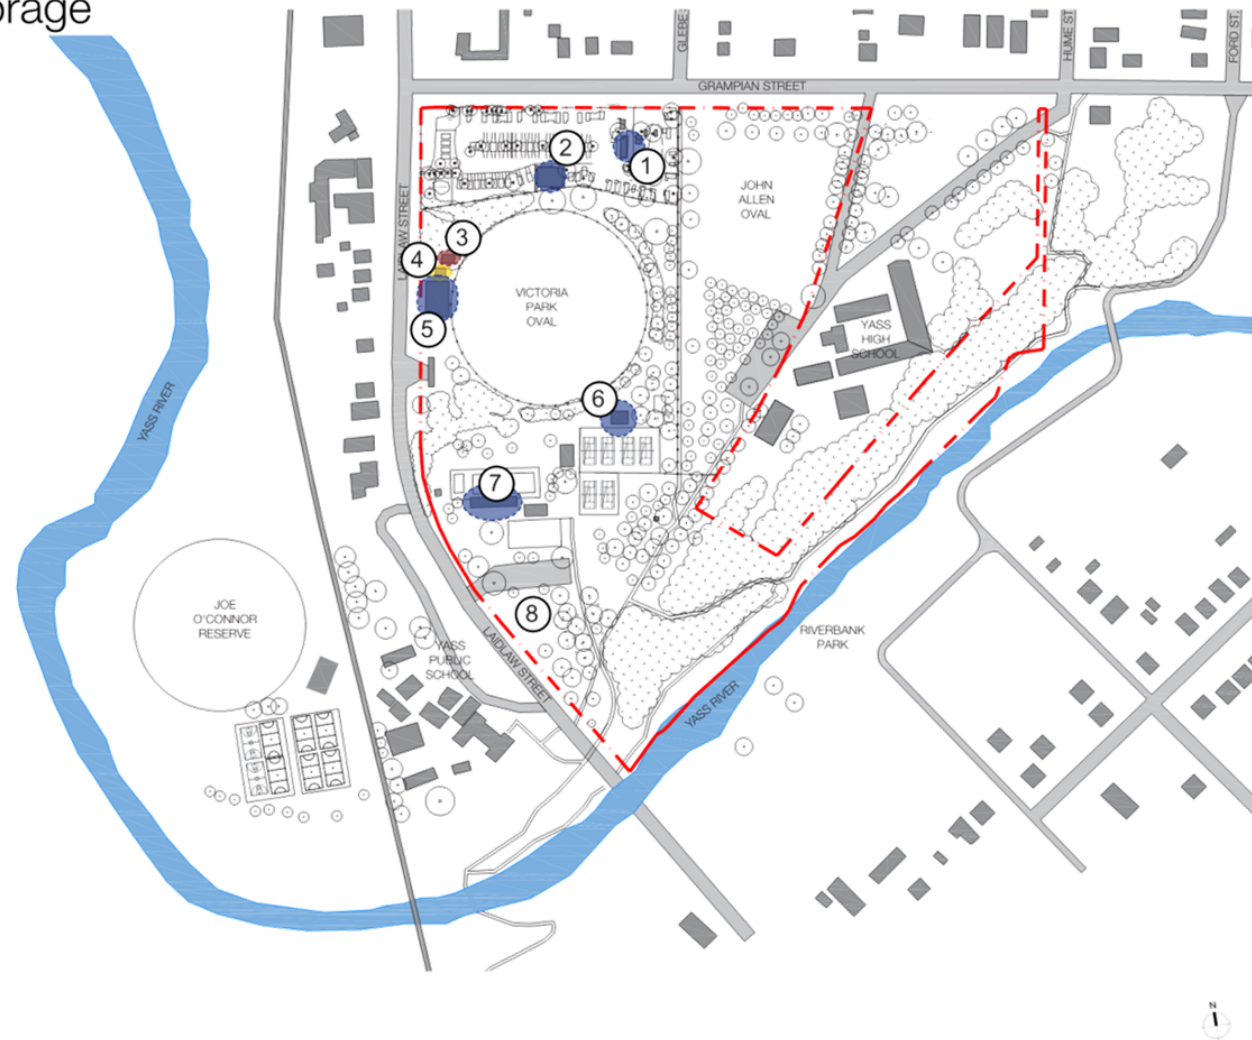 orage
GLEBE
HUME ST
FORD ST.
GRAMPIAN STREET
2
1
JOHN
ALLEN
OVAL
LAIDLAW STREET
3
4
VICTORIA
PARK
OVAL
5
YASS
HIGH
SCHOOL
YASS RIVER
6
7
JOE
O'CONNOR
RESERVE
8
LAIDLAW STREET
YASS
PUBLIC
SCHOOL
RIVERBANK
PARK
YASS RIVER
N